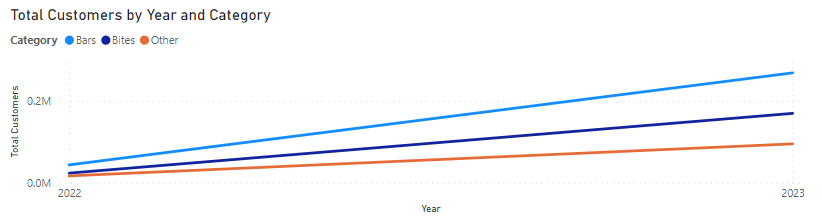 Total Customers by Year and Category
Category Bars Bites Other
Total Customers
0.2M
0.0M
2022 2023
Year